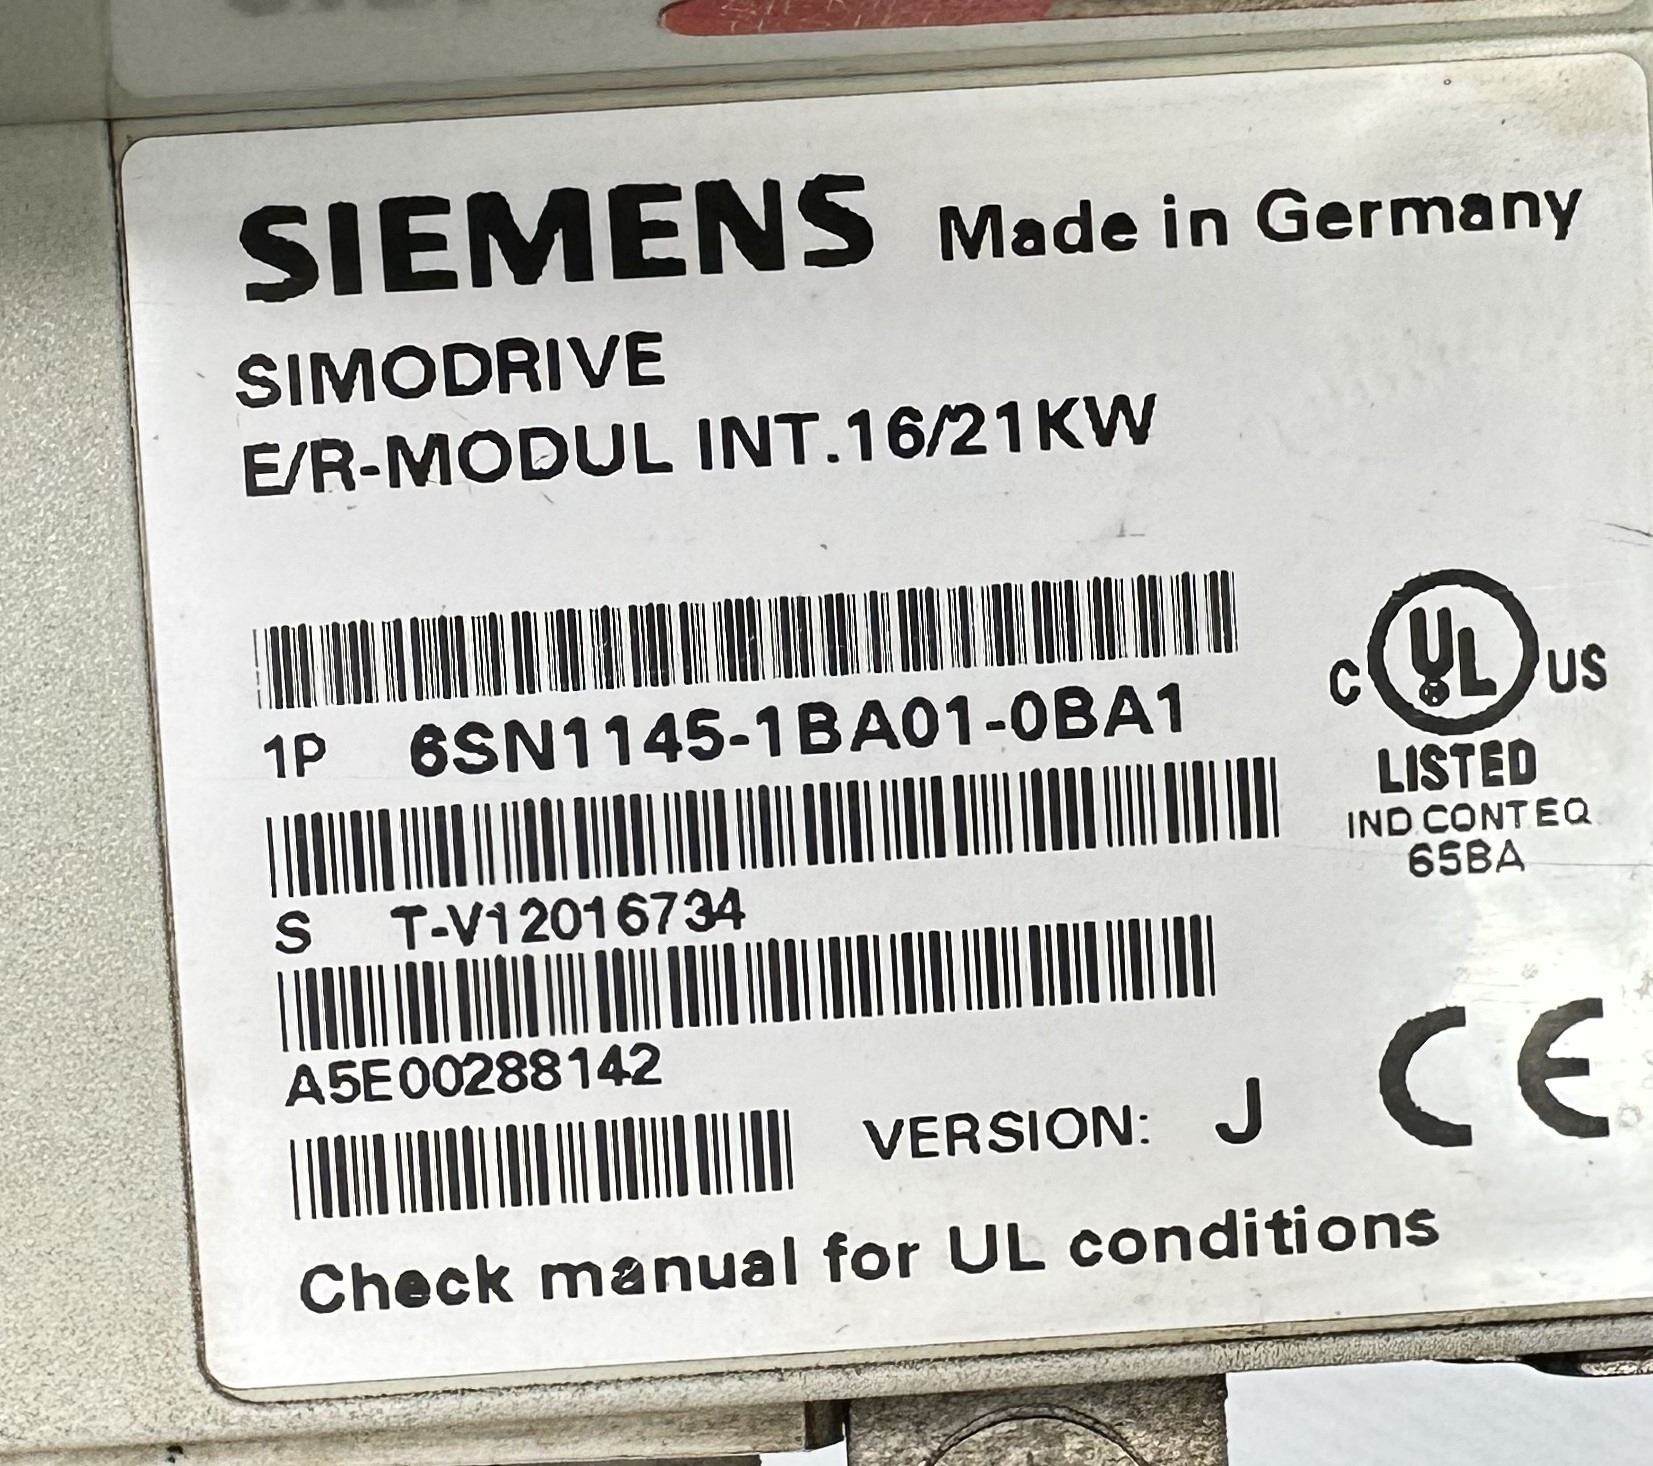 SIEMENS Made in Germany
SIMODRIVE
E/R-MODUL INT.16/21KW
1P 6SN1145-1BA01-0BA1
C UL US
LISTED
IND.CONT.EQ.
65BA
S T-V12016734
A5E00288142
VERSION: J
CE
Check manual for UL conditions